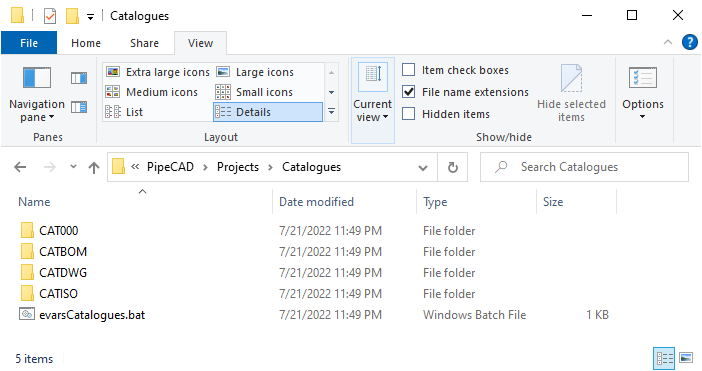 Catalogues
File Home Share View
Navigation pane Panes
Extra large icons Large icons
Medium icons Small icons
List Details
Layout
Current view
Item check boxes
File name extensions
Hidden items
Hide selected items
Show/hide
Options
« PipeCAD > Projects > Catalogues
Search Catalogues
Name Date modified Type Size
CAT000 7/21/2022 11:49 PM File folder
CATBOM 7/21/2022 11:49 PM File folder
CATDWG 7/21/2022 11:49 PM File folder
CATISO 7/21/2022 11:49 PM File folder
evarsCatalogues.bat 7/21/2022 11:49 PM Windows Batch File 1 KB
5 items